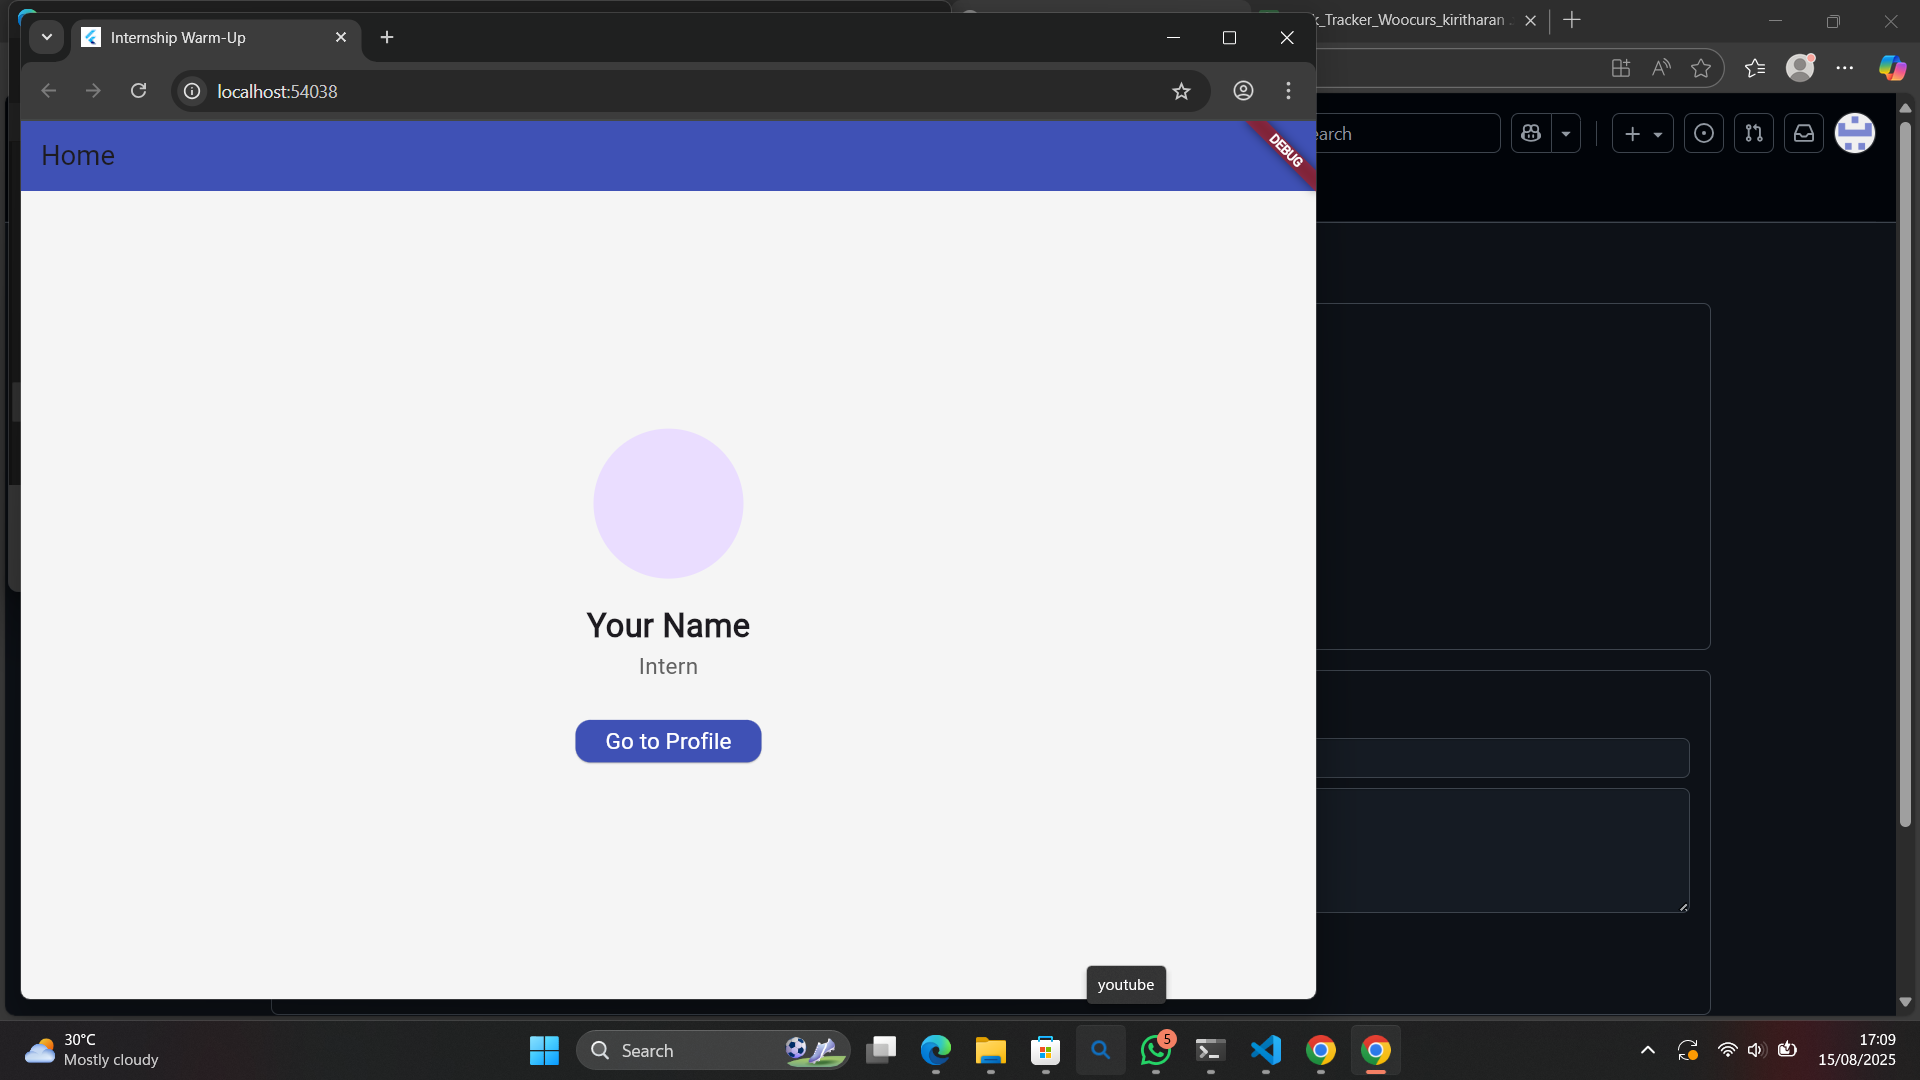 Internship Warm-Up
_Tracker_Woocurs_kiritharan
localhost:54038
Home
DEBUG
Your Name
Intern
Go to Profile
youtube
30°C
Mostly cloudy
Search
5
17:09
15/08/2025